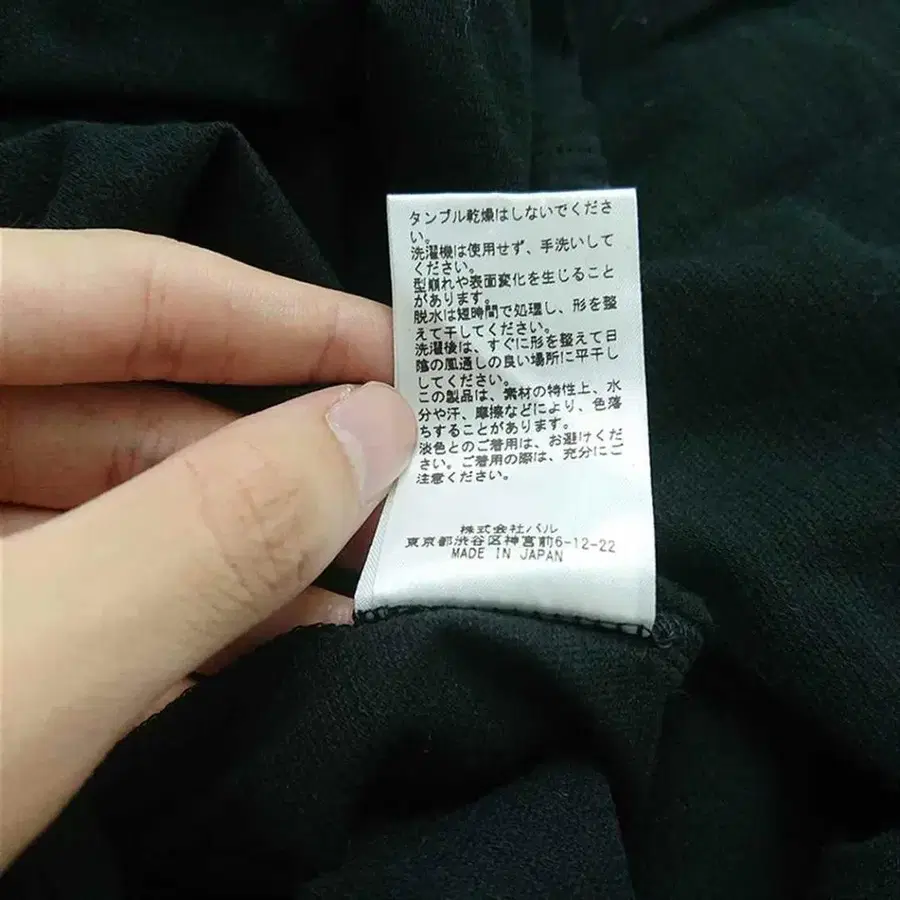 タンブル乾燥はしないでくださ
い。
洗濯機は使用せず、手洗いして
ください。
型崩れや表面変化を生じること
があります。
脱水は短時間で処理し、形を整
えて干してください。
洗濯後は、すぐに形を整えて日
陰の風通しの良い場所に平干し
してください。
この製品は、素材の特性上、水
分や汗、摩擦などにより、色落
ちすることがあります。
淡色とのご着用は、お避けくだ
さい。ご着用の際は、充分にご
注意ください。
株式会社バル
東京都渋谷区神宮前6-12-22
MADE IN JAPAN